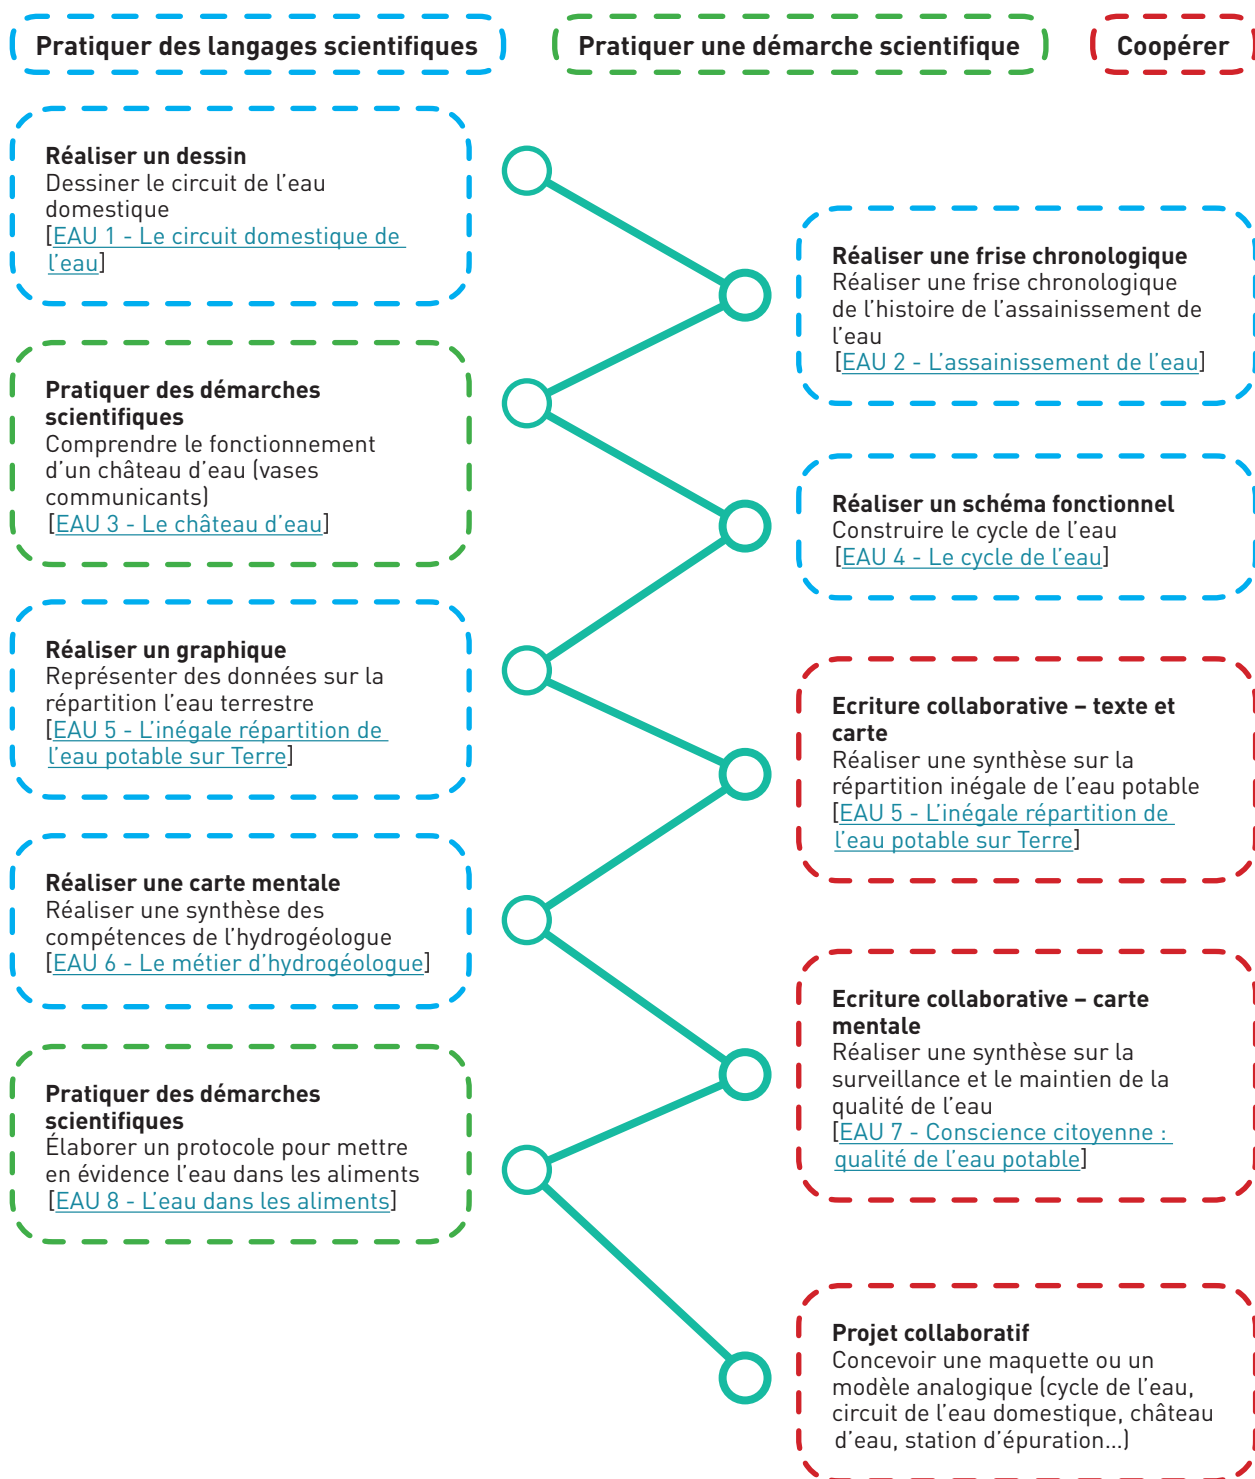 Pratiquer des langages scientifiques
Pratiquer une démarche scientifique
Coopérer
Réaliser un dessin
Dessiner le circuit de l'eau
domestique
[EAU 1 - Le circuit domestique de
l'eau]
Réaliser une frise chronologique
Réaliser une frise chronologique
de l'histoire de l'assainissement de
l'eau
[EAU 2 - L'assainissement de l'eau]
Pratiquer des démarches
scientifiques
Comprendre le fonctionnement
d'un château d'eau (vases
communicants)
[EAU 3 - Le château d'eau]
Réaliser un schéma fonctionnel
Construire le cycle de l'eau
[EAU 4 - Le cycle de l'eau]
Réaliser un graphique
Représenter des données sur la
répartition l'eau terrestre
[EAU 5 - L'inégale répartition de
l'eau potable sur Terre]
Ecriture collaborative – texte et
carte
Réaliser une synthèse sur la
répartition inégale de l'eau potable
[EAU 5 - L'inégale répartition de
l'eau potable sur Terre]
Réaliser une carte mentale
Réaliser une synthèse des
compétences de l'hydrogéologue
[EAU 6 - Le métier d'hydrogéologue]
Ecriture collaborative – carte
mentale
Réaliser une synthèse sur la
surveillance et le maintien de la
qualité de l'eau
[EAU 7 - Conscience citoyenne :
qualité de l'eau potable]
Pratiquer des démarches
scientifiques
Élaborer un protocole pour mettre
en évidence l'eau dans les aliments
[EAU 8 - L'eau dans les aliments]
Projet collaboratif
Concevoir une maquette ou un
modèle analogique (cycle de l'eau,
circuit de l'eau domestique, château
d'eau, station d'épuration...)